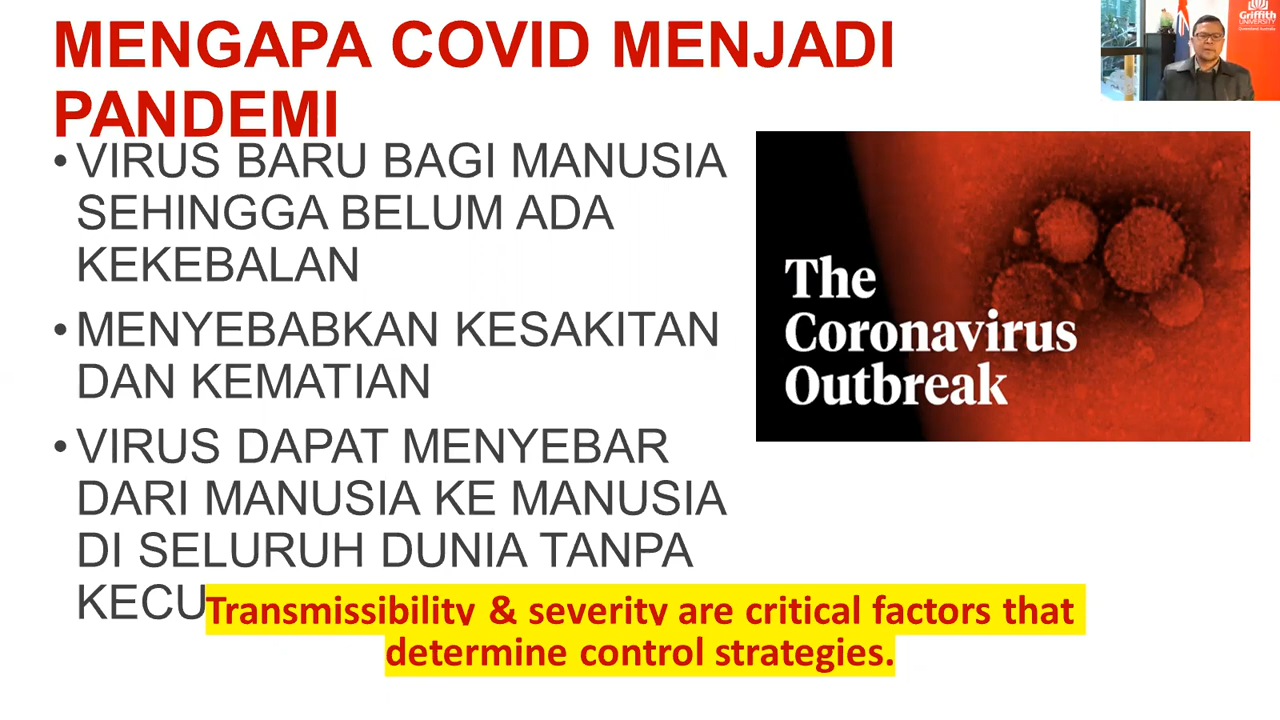 MENGAPA COVID MENJADI
PANDEMI
• VIRUS BARU BAGI MANUSIA
SEHINGGA BELUM ADA
KEKEBALAN
• MENYEBABKAN KESAKITAN
DAN KEMATIAN
• VIRUS DAPAT MENYEBAR
DARI MANUSIA KE MANUSIA
DI SELURUH DUNIA TANPA
Transmissibility & severity are critical factors that
determine control strategies.
The
Coronavirus
Outbreak
Griffith
UNIVERSITY